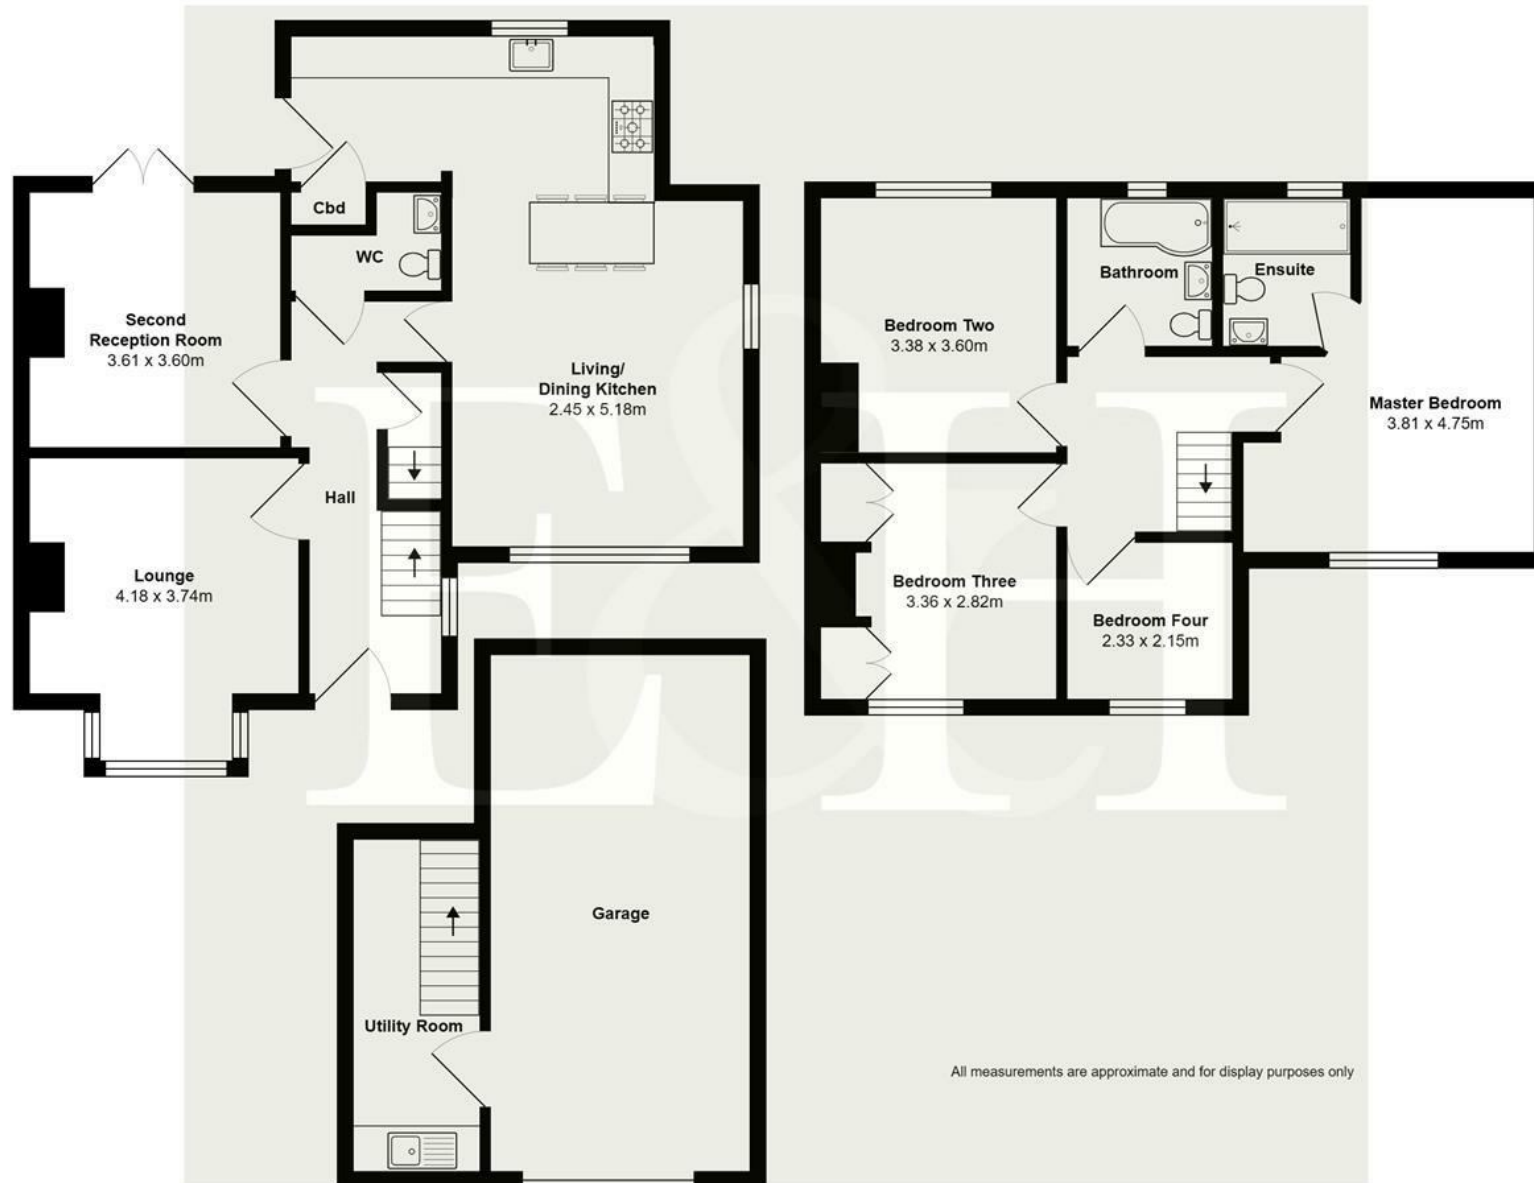 Cbd
WC
Second
Reception Room
3.61 x 3.60m
Living/
Dining Kitchen
2.45 x 5.18m
Hall
Lounge
4.18 x 3.74m
Bathroom
Ensuite
Bedroom Two
3.38 x 3.60m
Master Bedroom
3.81 x 4.75m
Bedroom Three
3.36 x 2.82m
Bedroom Four
2.33 x 2.15m
Garage
Utility Room
All measurements are approximate and for display purposes only
E&H